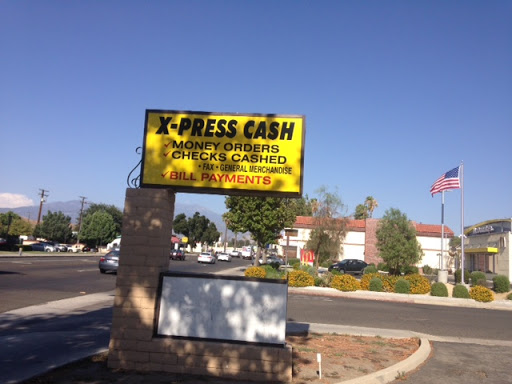 X-PRESS CASH
MONEY ORDERS
CHECKS CASHED
• FAX • GENERAL MERCHANDISE
BILL PAYMENTS